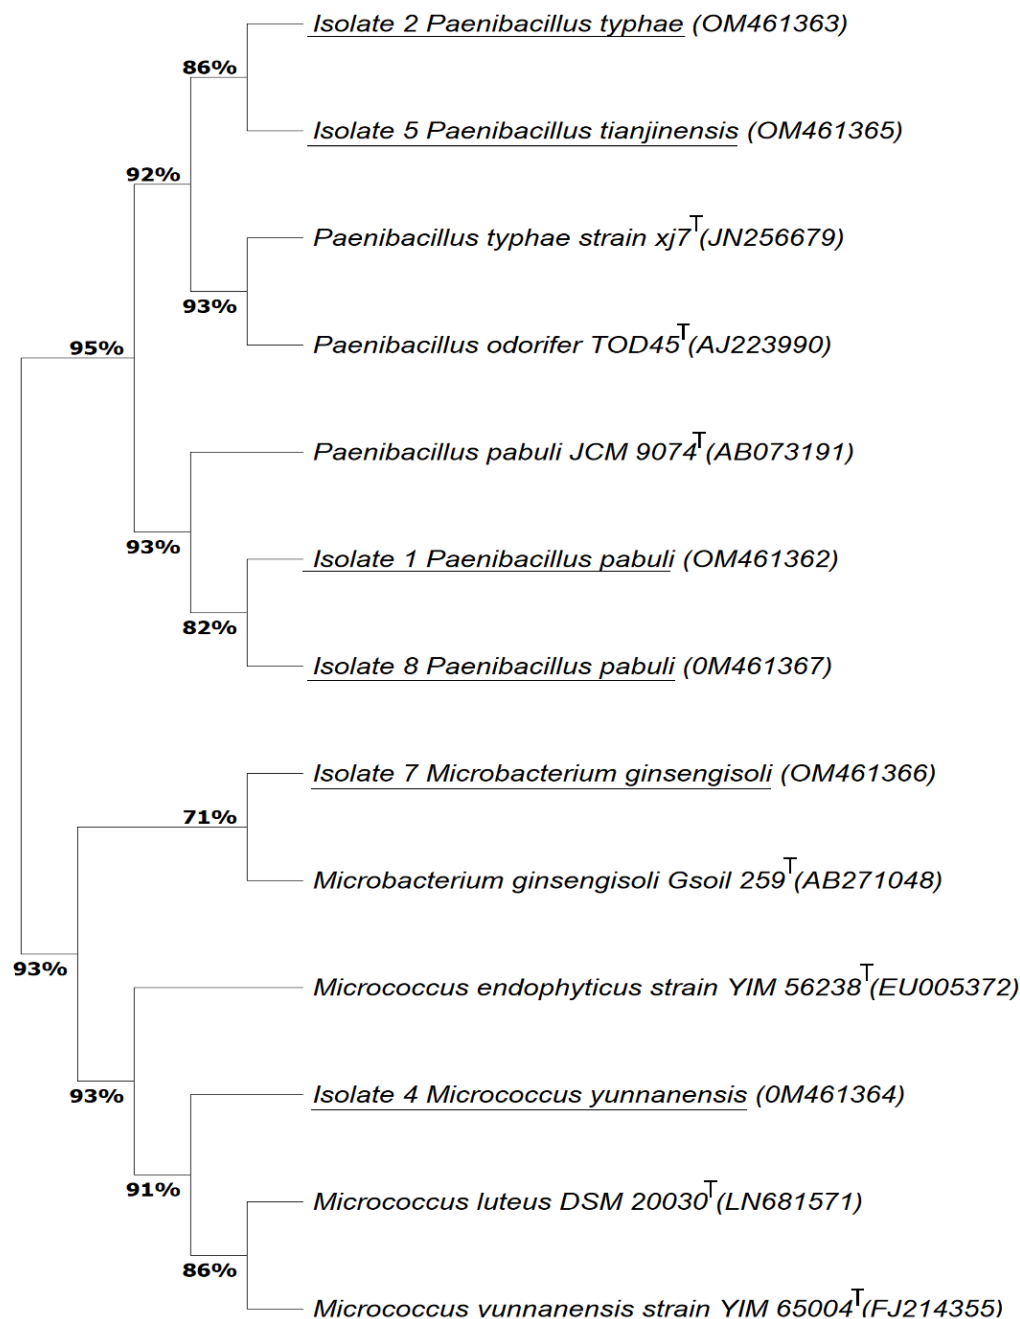 Isolate 2 Paenibacillus typhae (OM461363)
86%
Isolate 5 Paenibacillus tianjinensis (OM461365)
92%
Paenibacillus typhae strain xj7T(JN256679)
93%
Paenibacillus odorifer TOD45T(AJ223990)
95%
Paenibacillus pabuli JCM 9074T(AB073191)
93%
Isolate 1 Paenibacillus pabuli (OM461362)
82%
Isolate 8 Paenibacillus pabuli (0M461367)
Isolate 7 Microbacterium ginsengisoli (OM461366)
71%
Microbacterium ginsengisoli Gsoil 259T(AB271048)
93%
Micrococcus endophyticus strain YIM 56238T(EU005372)
93%
Isolate 4 Micrococcus yunnanensis (0M461364)
91%
Micrococcus luteus DSM 20030T(LN681571)
86%
Micrococcus yunnanensis strain YIM 65004T(FJ214355)